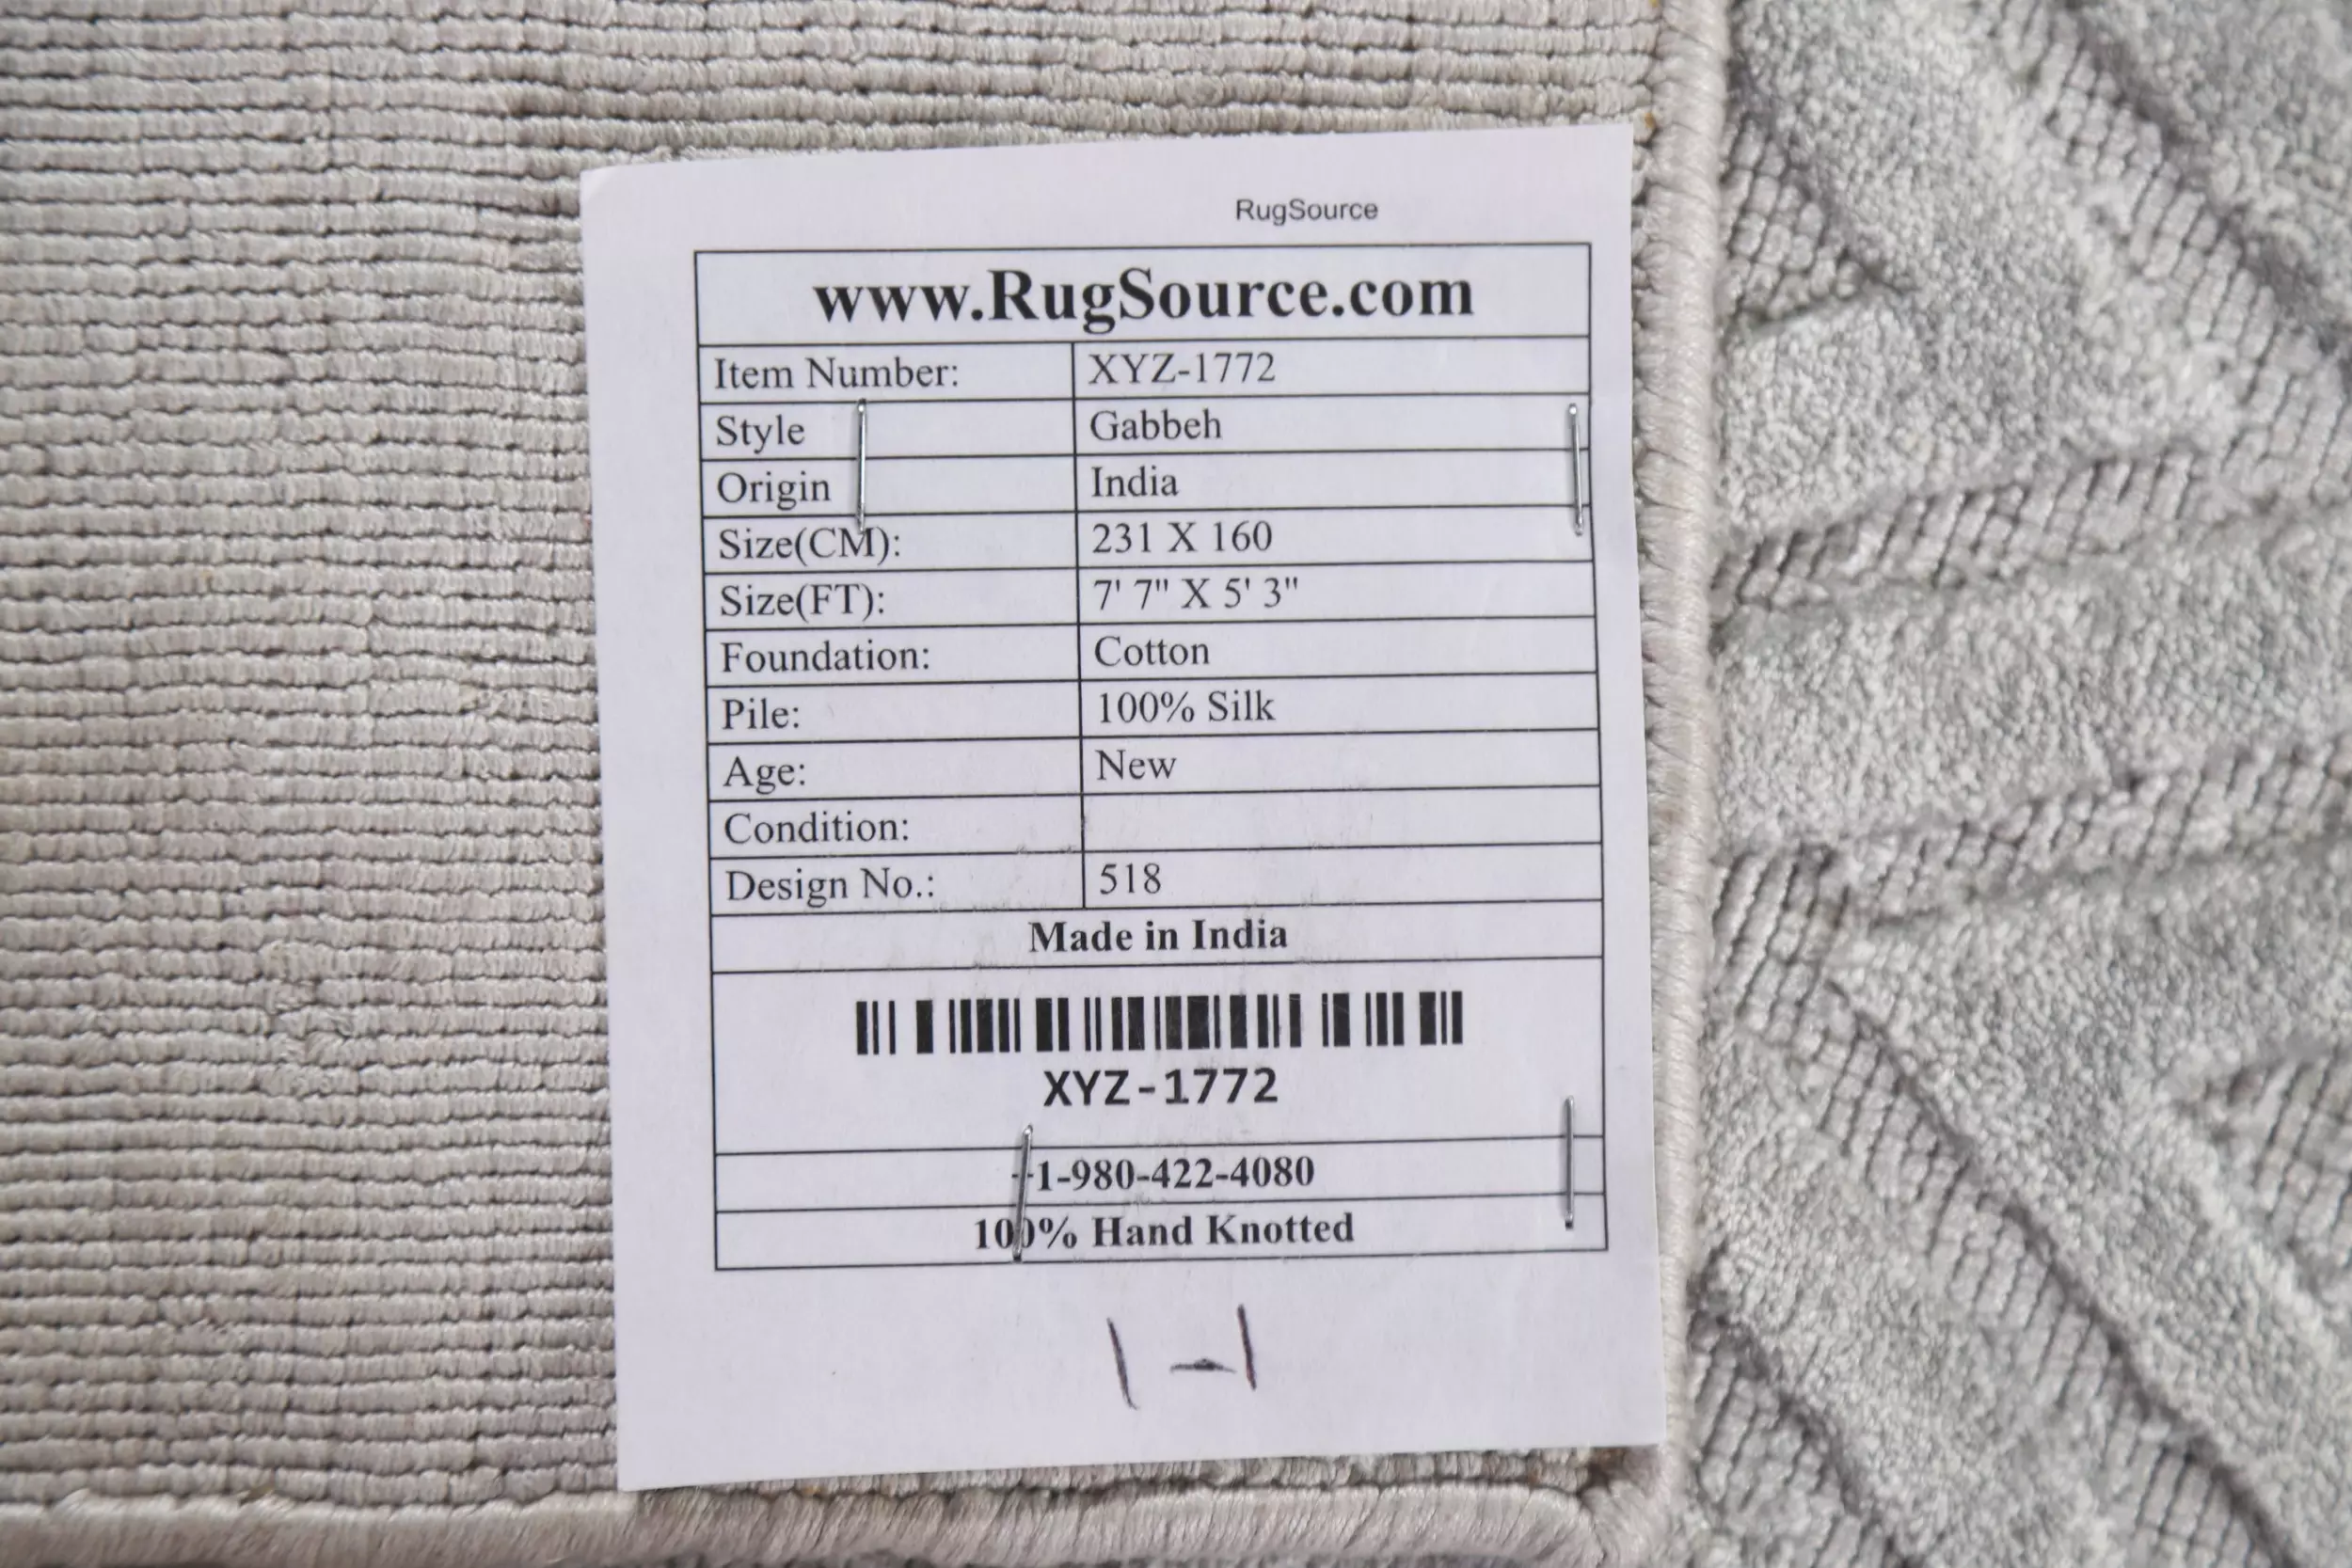 RugSource
www.RugSource.com
Item Number: XYZ-1772
Style Gabbeh
Origin India
Size(CM): 231 X 160
Size(FT): 7' 7" X 5' 3"
Foundation: Cotton
Pile: 100% Silk
Age: New
Condition:
Design No.: 518
Made in India
XYZ-1772
+1-980-422-4080
100% Hand Knotted
1-1